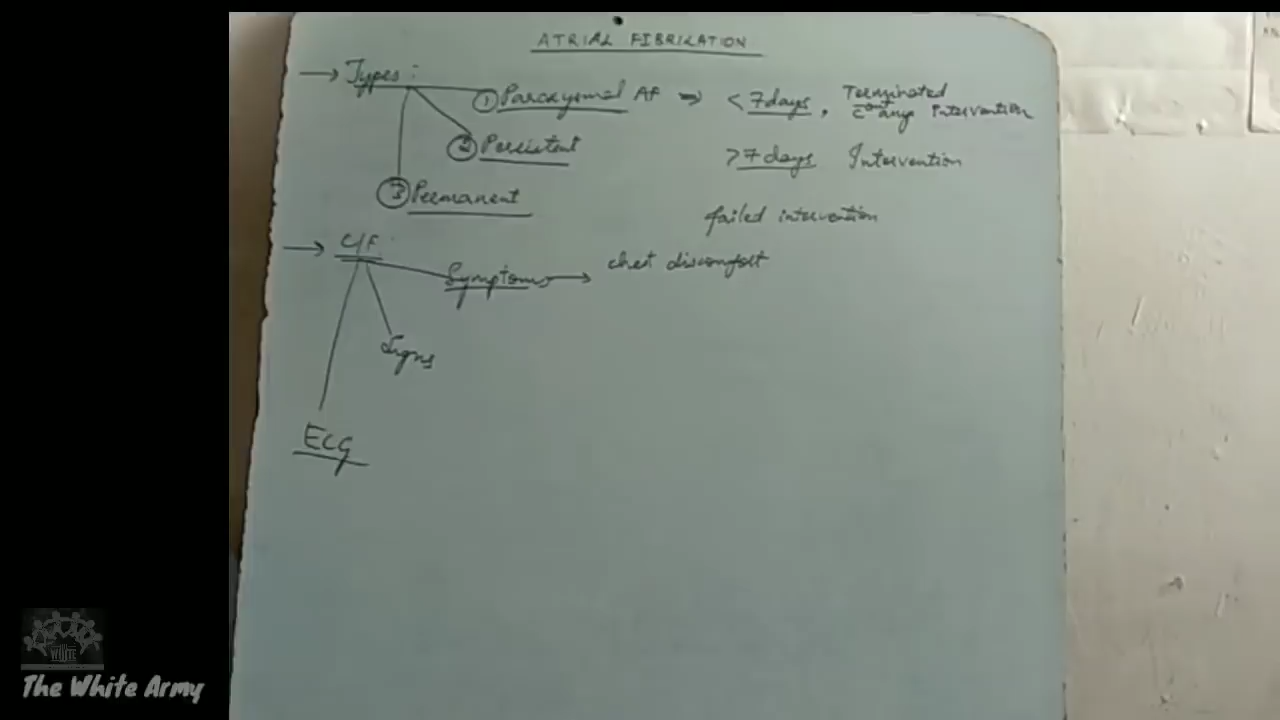 ATRIAL FIBRILATION
→ Types :
① Paroxysmal AF ⇒ < 7days, Terminated
c̄out any intervention
② Persistent >7 days Intervention
③ Permanent failed intervention
→ C/F
Symptoms → chest discomfort
Signs
ECG
The White Army